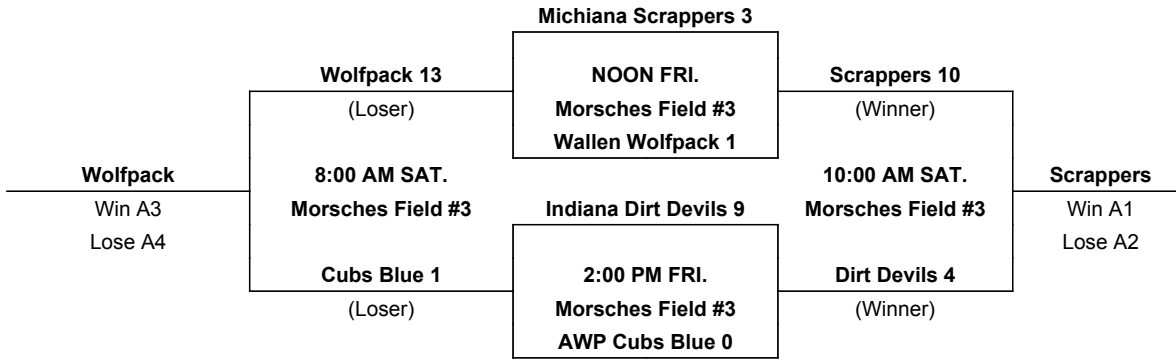 Michiana Scrappers 3
Wolfpack 13 NOON FRI. Scrappers 10
(Loser) Morsches Field #3 (Winner)
Wallen Wolfpack 1
Wolfpack 8:00 AM SAT. 10:00 AM SAT. Scrappers
Win A3 Morsches Field #3 Indiana Dirt Devils 9 Morsches Field #3 Win A1
Lose A4 Lose A2
Cubs Blue 1 2:00 PM FRI. Dirt Devils 4
(Loser) Morsches Field #3 (Winner)
AWP Cubs Blue 0